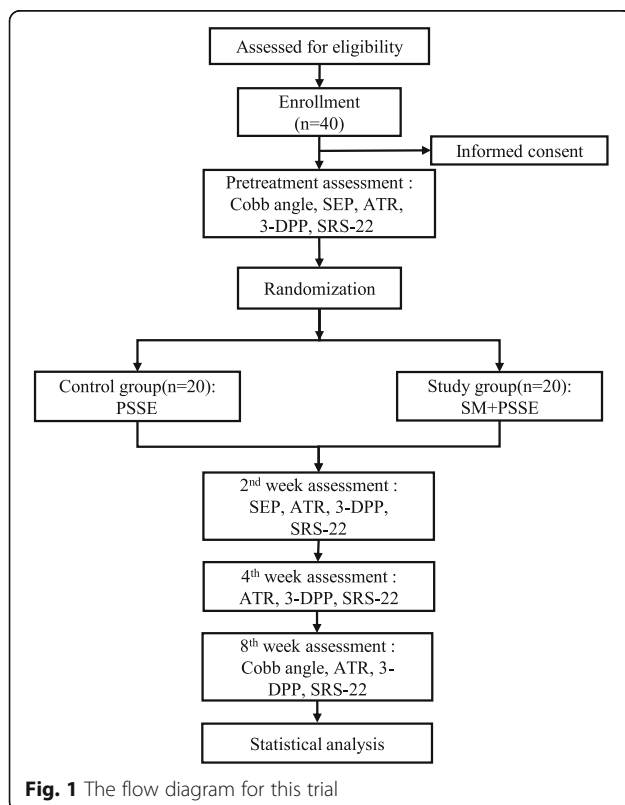 Assessed for eligibility
Enrollment
(n=40)
Informed consent
Pretreatment assessment :
Cobb angle, SEP, ATR,
3-DPP, SRS-22
Randomization
Control group(n=20):
PSSE
Study group(n=20):
SM+PSSE
2nd week assessment :
SEP, ATR, 3-DPP,
SRS-22
4th week assessment :
ATR, 3-DPP, SRS-22
8th week assessment :
Cobb angle, ATR, 3-
DPP, SRS-22
Statistical analysis
Fig. 1 The flow diagram for this trial